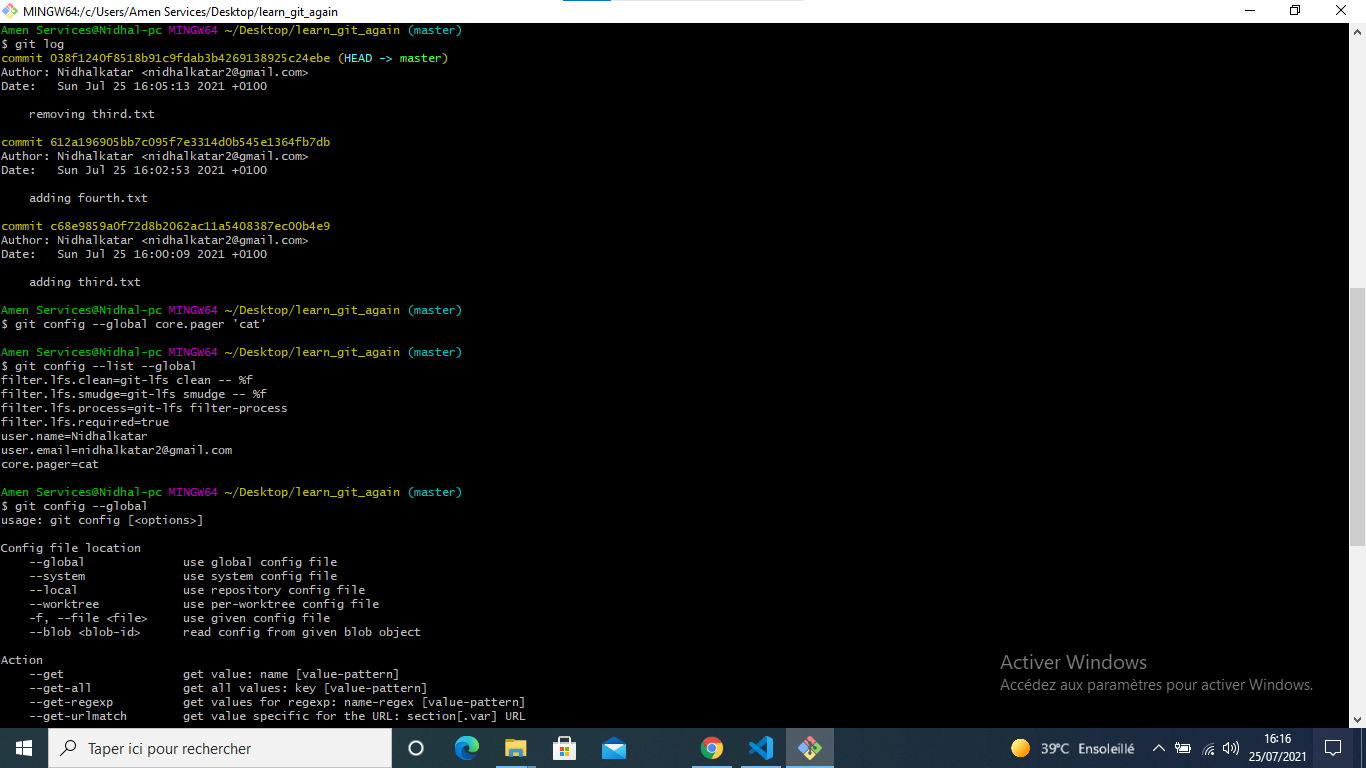 MINGW64:/c/Users/Amen Services/Desktop/learn_git_again
Amen Services@Nidhal-pc MINGW64 ~/Desktop/learn_git_again (master)
$ git log
commit 038f1240f8518b91c9fdab3b4269138925c24ebe (HEAD -> master)
Author: Nidhalkatar <nidhalkatar2@gmail.com>
Date:   Sun Jul 25 16:05:13 2021 +0100
    removing third.txt
commit 612a196905bb7c095f7e3314d0b545e1364fb7db
Author: Nidhalkatar <nidhalkatar2@gmail.com>
Date:   Sun Jul 25 16:02:53 2021 +0100
    adding fourth.txt
commit c68e9859a0f72d8b2062ac11a5408387ec00b4e9
Author: Nidhalkatar <nidhalkatar2@gmail.com>
Date:   Sun Jul 25 16:00:09 2021 +0100
    adding third.txt
Amen Services@Nidhal-pc MINGW64 ~/Desktop/learn_git_again (master)
$ git config --global core.pager 'cat'
Amen Services@Nidhal-pc MINGW64 ~/Desktop/learn_git_again (master)
$ git config --list --global
filter.lfs.clean=git-lfs clean -- %f
filter.lfs.smudge=git-lfs smudge -- %f
filter.lfs.process=git-lfs filter-process
filter.lfs.required=true
user.name=Nidhalkatar
user.email=nidhalkatar2@gmail.com
core.pager=cat
Amen Services@Nidhal-pc MINGW64 ~/Desktop/learn_git_again (master)
$ git config --global
usage: git config [<options>]
Config file location
    --global              use global config file
    --system              use system config file
    --local               use repository config file
    --worktree            use per-worktree config file
    -f, --file <file>     use given config file
    --blob <blob-id>      read config from given blob object
Action
    --get                 get value: name [value-pattern]
    --get-all             get all values: key [value-pattern]
    --get-regexp          get values for regexp: name-regex [value-pattern]
    --get-urlmatch        get value specific for the URL: section[.var] URL
Activer Windows
Accédez aux paramètres pour activer Windows.
Taper ici pour rechercher
39°C Ensoleillé
16:16
25/07/2021